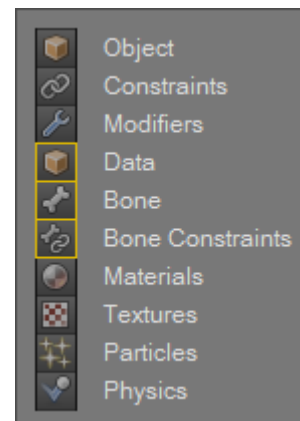 Object
Constraints
Modifiers
Data
Bone
Bone Constraints
Materials
Textures
Particles
Physics